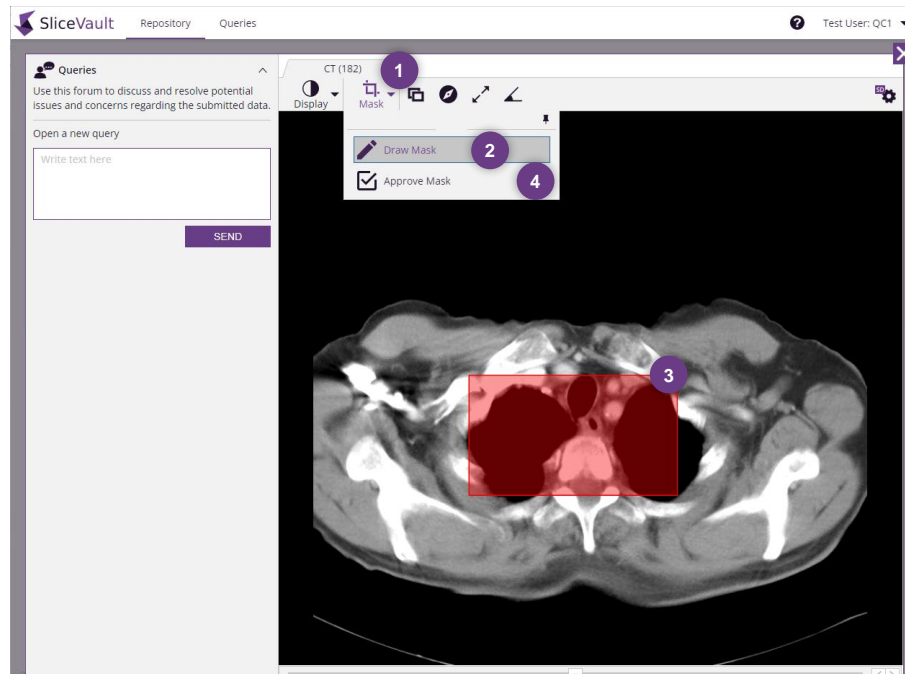 SliceVault Repository Queries Test User: QC1
Queries
Use this forum to discuss and resolve potential
issues and concerns regarding the submitted data.
Open a new query
Write text here
SEND
CT (182)
1
Display Mask
SD
Draw Mask 2
Approve Mask 4
3